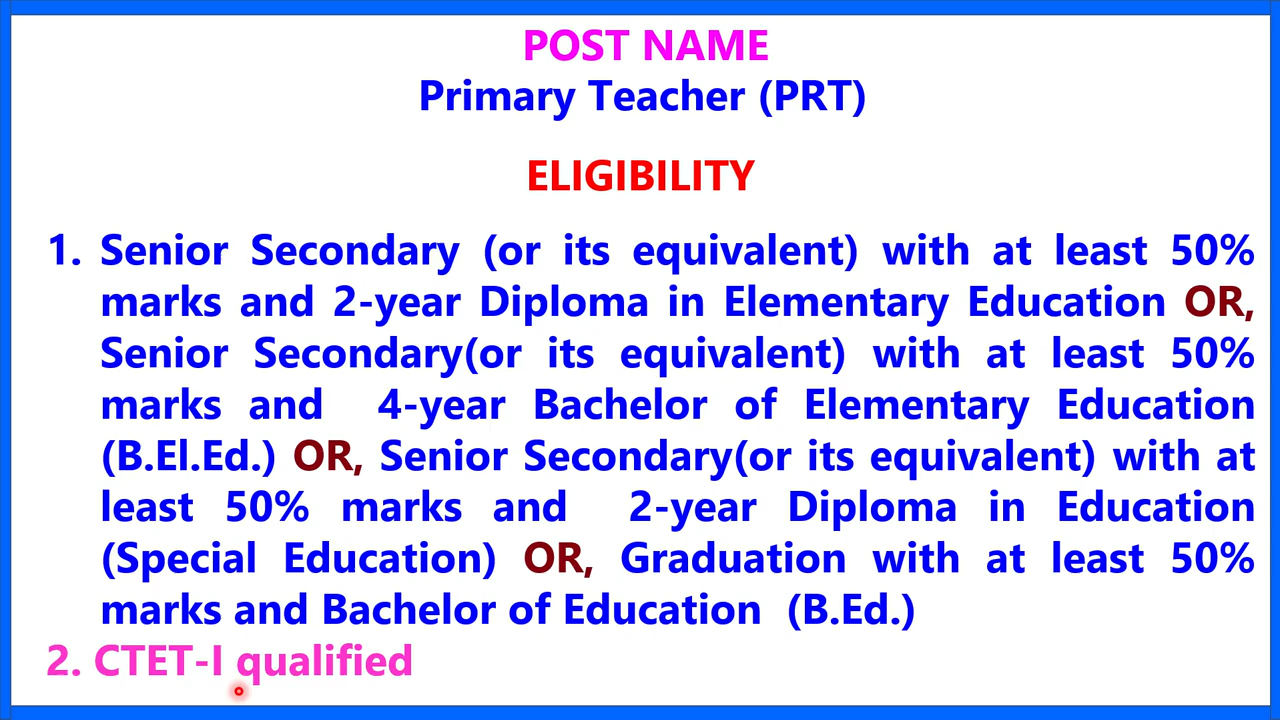 POST NAME
Primary Teacher (PRT)
ELIGIBILITY
1. Senior Secondary (or its equivalent) with at least 50%
marks and 2-year Diploma in Elementary Education OR,
Senior Secondary(or its equivalent) with at least 50%
marks and 4-year Bachelor of Elementary Education
(B.El.Ed.) OR, Senior Secondary(or its equivalent) with at
least 50% marks and 2-year Diploma in Education
(Special Education) OR, Graduation with at least 50%
marks and Bachelor of Education (B.Ed.)
2. CTET-I qualified